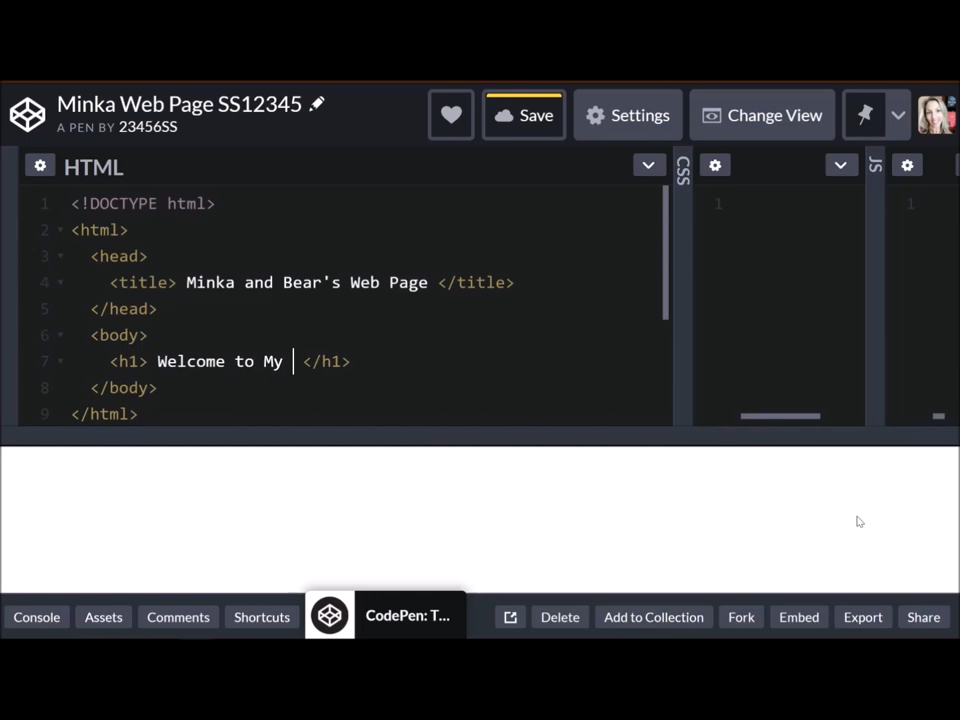 Minka Web Page SS12345
A PEN BY 23456SS
Save
Settings
Change View
HTML
CSS
JS
1 <!DOCTYPE html>
2 <html>
3 <head>
4 <title> Minka and Bear's Web Page </title>
5 </head>
6 <body>
7 <h1> Welcome to My </h1>
8 </body>
9 </html>
1
1
Console Assets Comments Shortcuts CodePen: T... Delete Add to Collection Fork Embed Export Share